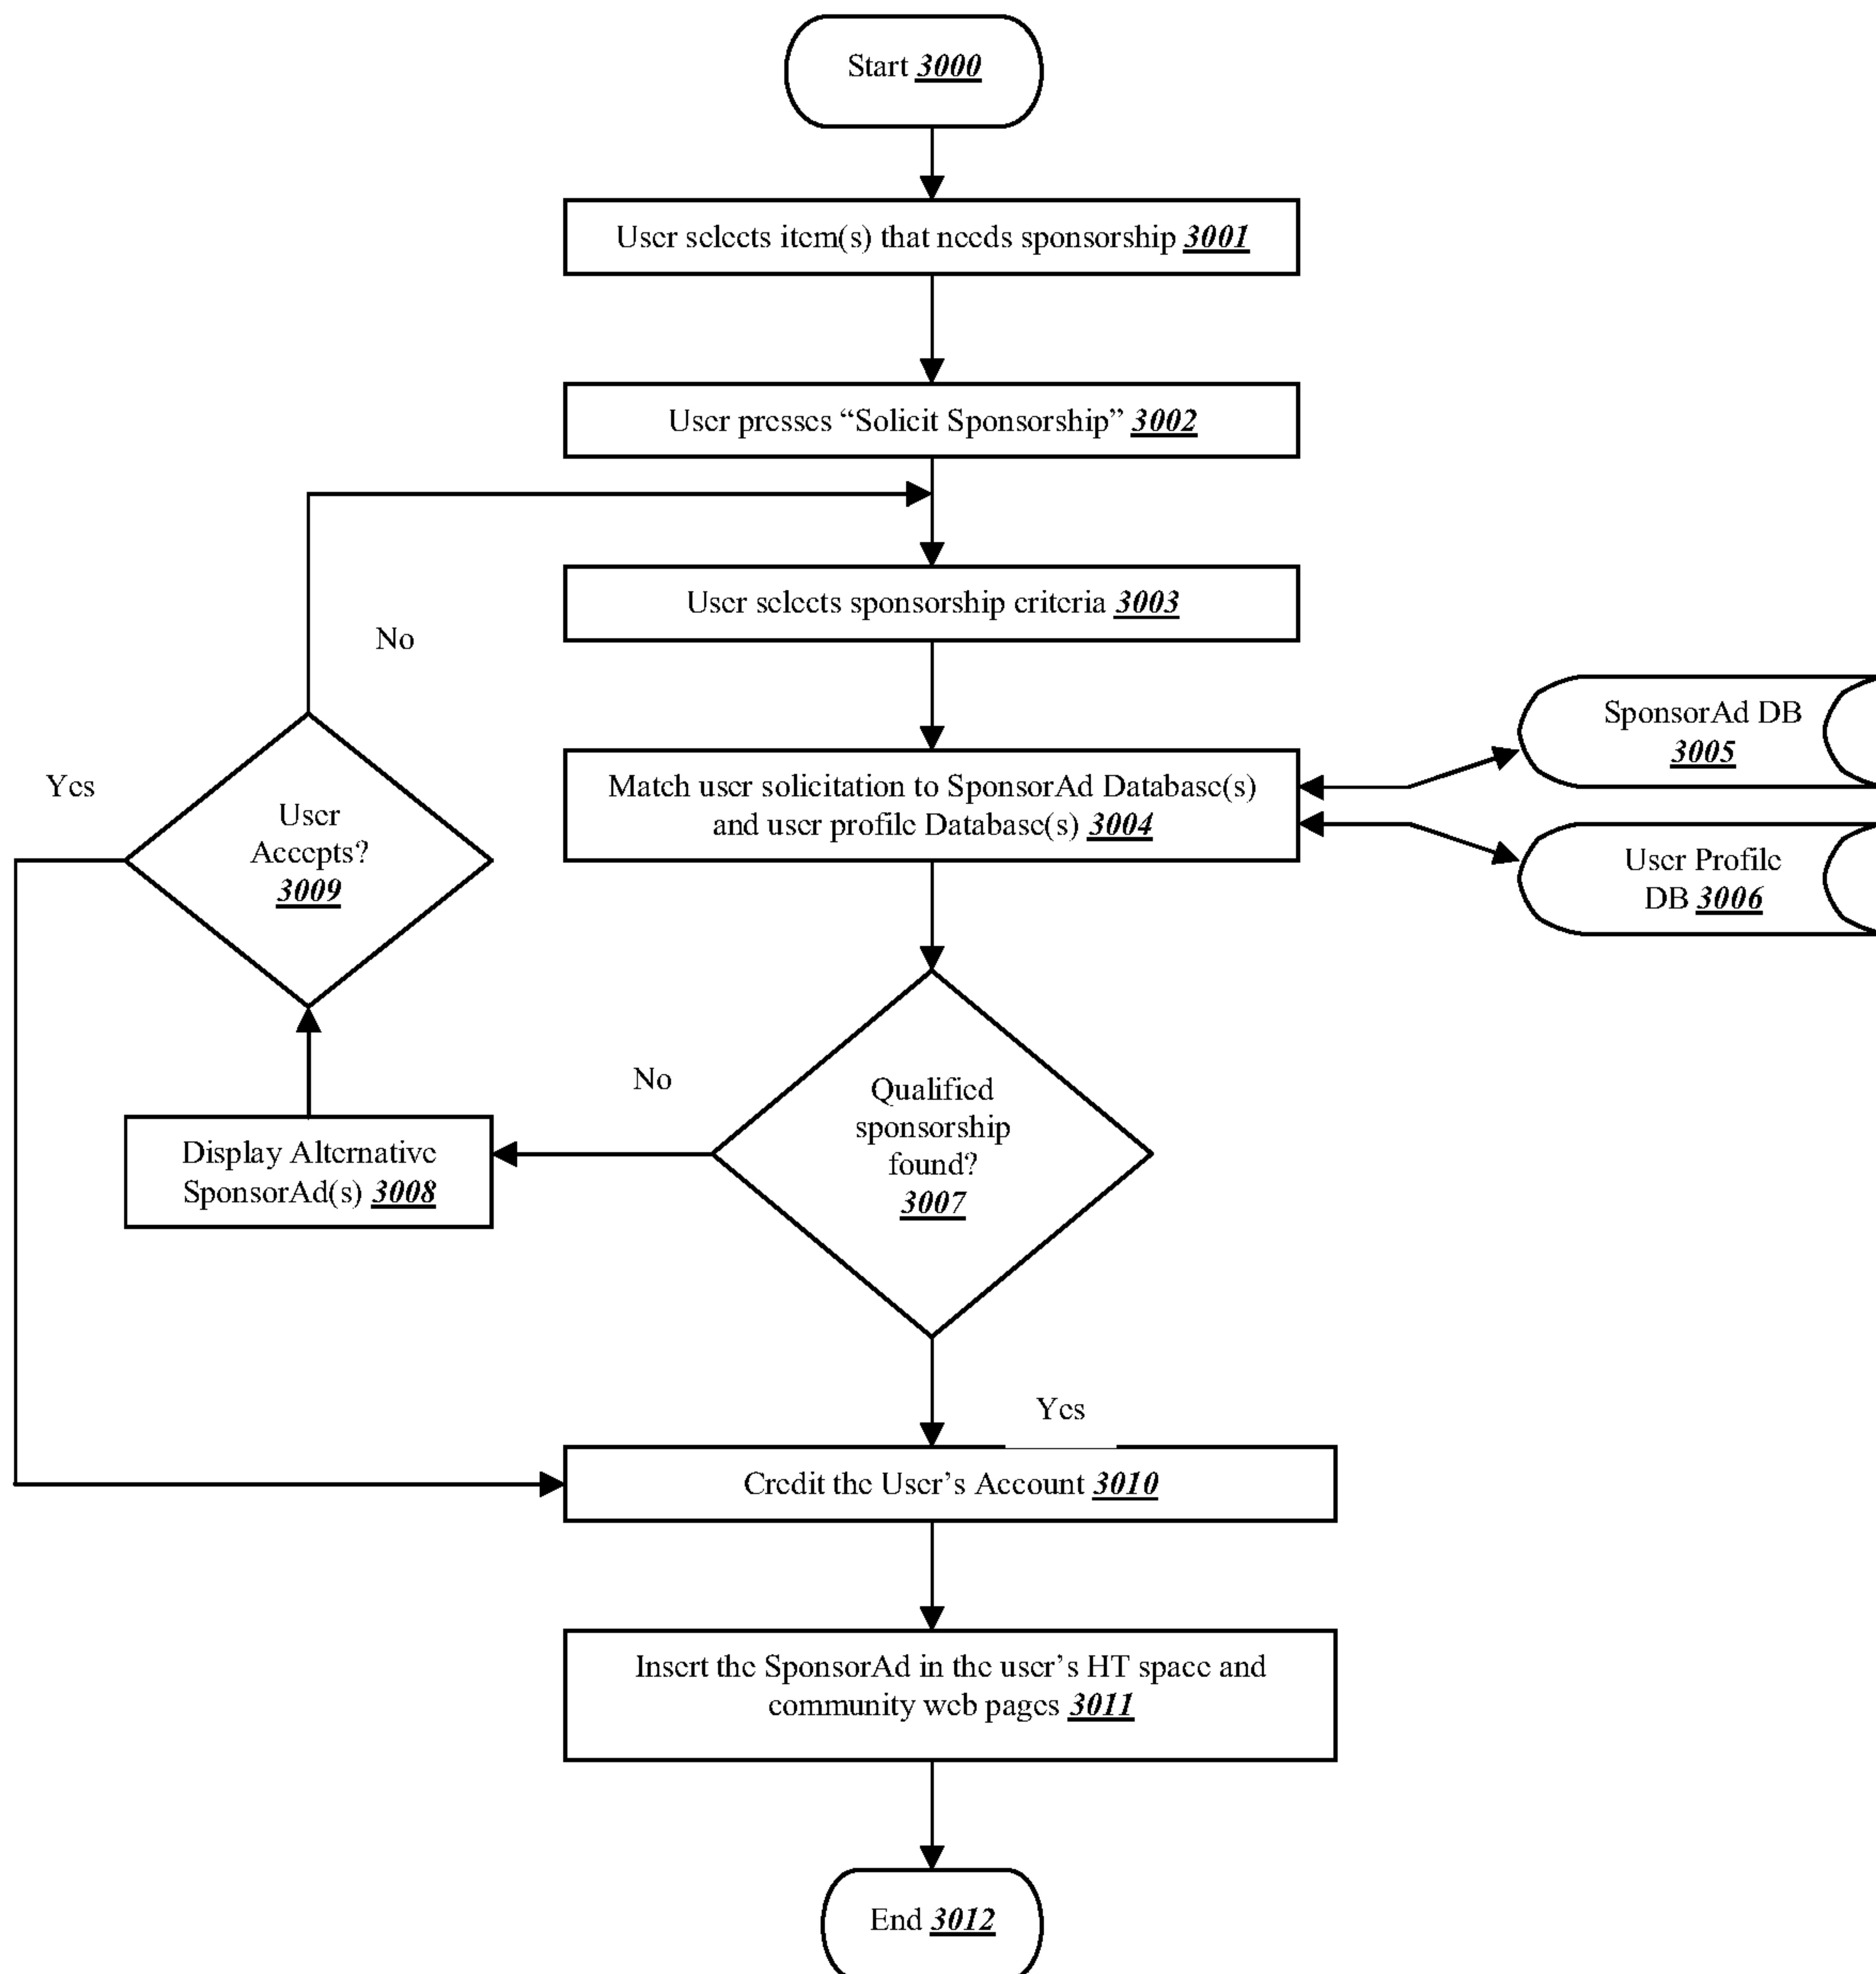 Start 3000
User selects item(s) that needs sponsorship 3001
User presses “Solicit Sponsorship” 3002
User selects sponsorship criteria 3003
No
SponsorAd DB
3005
Yes
Match user solicitation to SponsorAd Database(s)
and user profile Database(s) 3004
User
Accepts?
3009
User Profile
DB 3006
No
Qualified
sponsorship
found?
3007
Display Alternative
SponsorAd(s) 3008
Yes
Credit the User’s Account 3010
Insert the SponsorAd in the user’s HT space and
community web pages 3011
End 3012